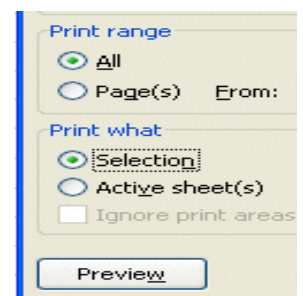 Print range
All
Page(s) From:
Print what
Selection
Active sheet(s)
Ignore print areas
Preview